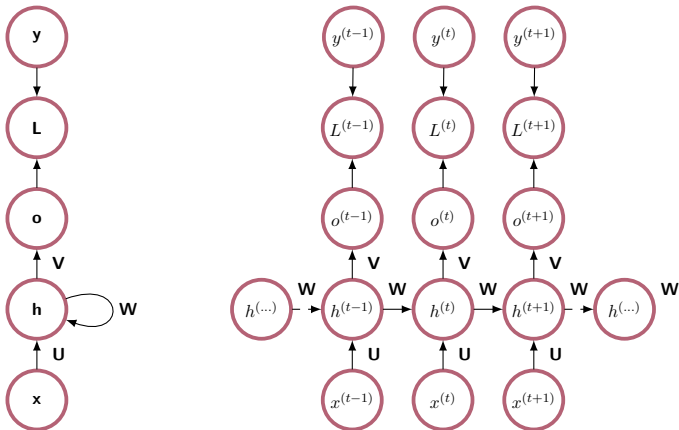 y y^{(t−1)} y^{(t)} y^{(t+1)}
L L^{(t−1)} L^{(t)} L^{(t+1)}
o o^{(t−1)} o^{(t)} o^{(t+1)}
V V V V
W W W W W
h W h^{(...)} h^{(t−1)} h^{(t)} h^{(t+1)} h^{(...)}
U U U U
x x^{(t−1)} x^{(t)} x^{(t+1)}